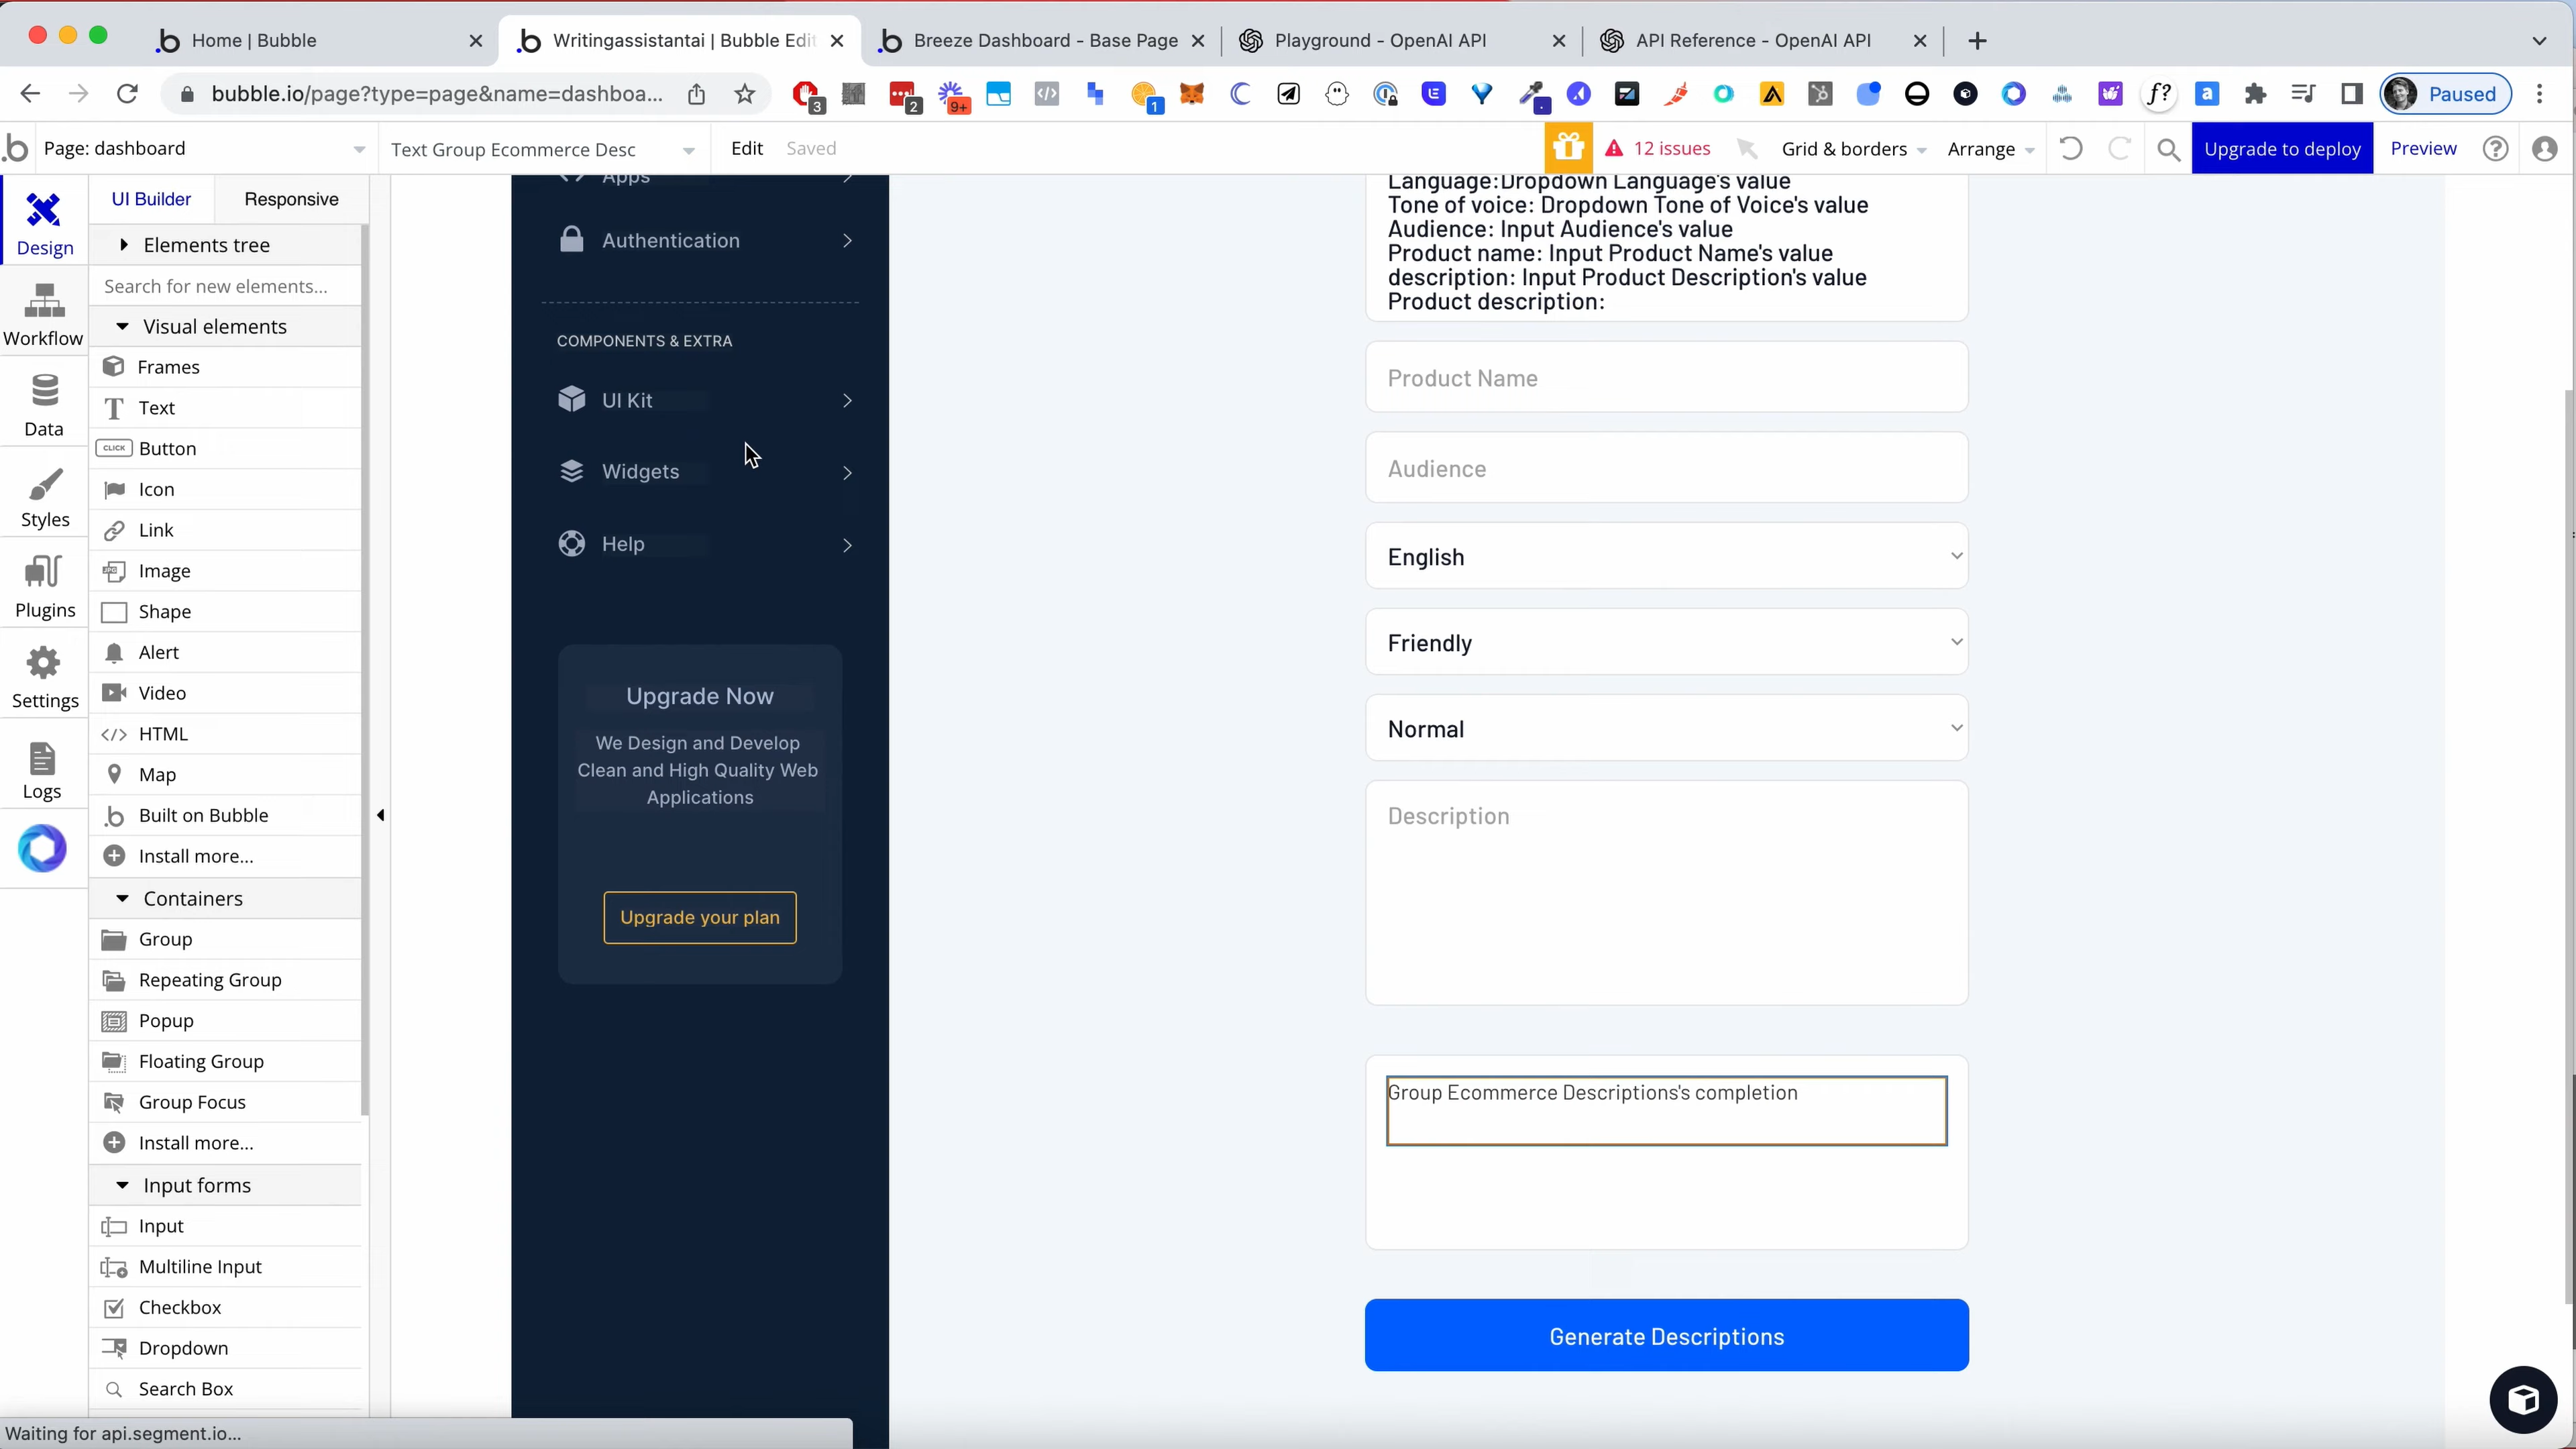 Home | Bubble
Writingassistantai | Bubble Edit
Breeze Dashboard - Base Page
Playground - OpenAI API
API Reference - OpenAI API
bubble.io/page?type=page&name=dashboa...
3
2
9+
1
f?
a
Paused
Page: dashboard
Text Group Ecommerce Desc
Edit
Saved
12 issues
Grid & borders
Arrange
Upgrade to deploy
Preview
Design
Workflow
Data
Styles
Plugins
Settings
Logs
UI Builder
Responsive
Elements tree
Search for new elements...
Visual elements
Frames
Text
CLICK
Button
Icon
Link
Image
Shape
Alert
Video
HTML
Map
Built on Bubble
Install more...
Containers
Group
Repeating Group
Popup
Floating Group
Group Focus
Install more...
Input forms
Input
Multiline Input
Checkbox
Dropdown
Search Box
Waiting for api.segment.io...
Apps
Authentication
COMPONENTS & EXTRA
UI Kit
Widgets
Help
Upgrade Now
We Design and Develop
Clean and High Quality Web
Applications
Upgrade your plan
Language:Dropdown Language's value
Tone of voice: Dropdown Tone of Voice's value
Audience: Input Audience's value
Product name: Input Product Name's value
description: Input Product Description's value
Product description:
Product Name
Audience
English
Friendly
Normal
Description
Group Ecommerce Descriptions's completion
Generate Descriptions